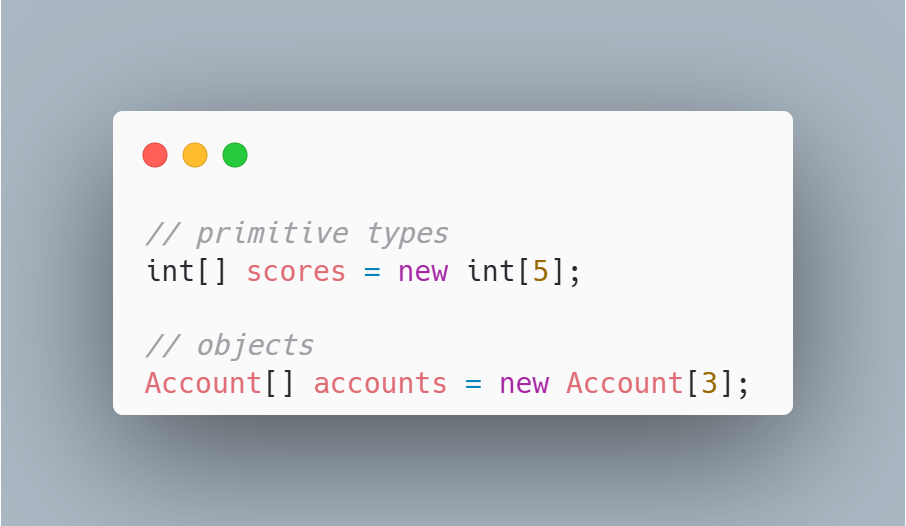 // primitive types
int[] scores = new int[5];
// objects
Account[] accounts = new Account[3];